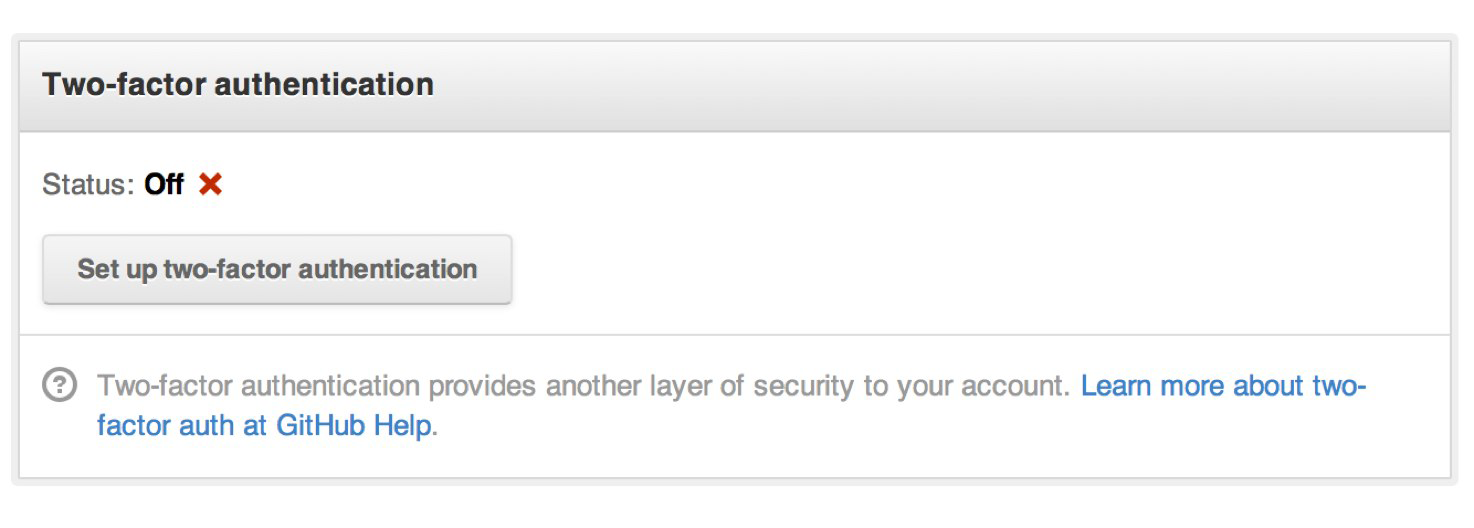 Two-factor authentication
Status: Off ✖
Set up two-factor authentication
Two-factor authentication provides another layer of security to your account. Learn more about two-
factor auth at GitHub Help.